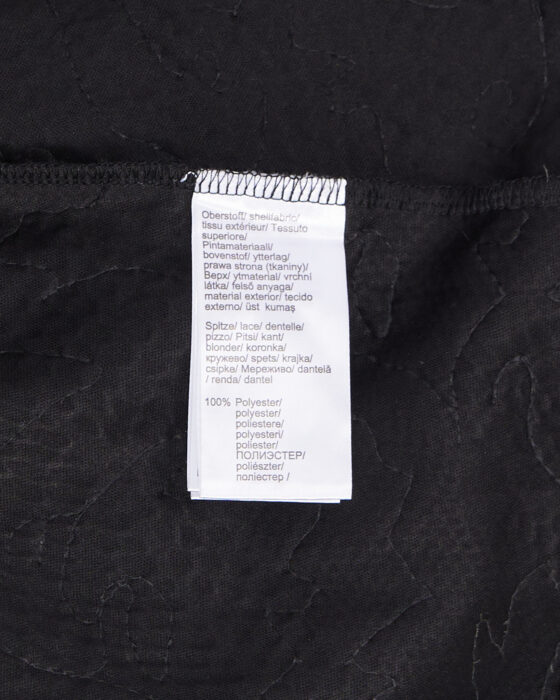 Oberstoff/ shellfabric/
tissu extérieur/ Tessuto
superiore/
Pintamateriaali/
bovenstof/ ytterlag/
prawa strona (tkaniny)/
Верх/ ytmaterial/ vrchní
látka/ felső anyaga/
material exterior/ tecido
externo/ üst kumaş
Spitze/ lace/ dentelle/
pizzo/ Pitsi/ kant/
blonder/ koronka/
кружево/ spets/ krajka/
csipke/ Мереживо/ dantelă
/ renda/ dantel
100% Polyester/
polyester/
poliestere/
polyesteri/
poliester/
ПОЛИЭСТЕР/
poliészter/
поліестер /